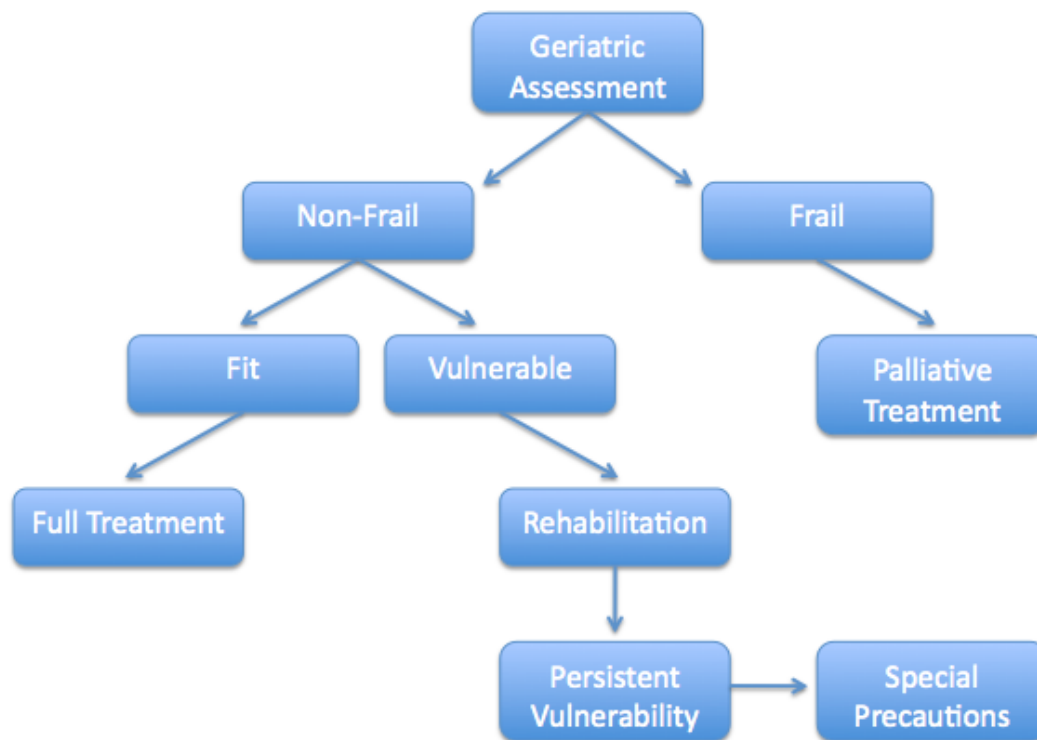 Geriatric
Assessment
Non-Frail
Frail
Fit
Vulnerable
Palliative
Treatment
Full Treatment
Rehabilitation
Persistent
Vulnerability
Special
Precautions